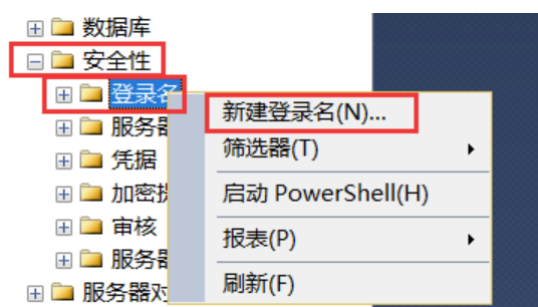 数据库
安全性
登录名
新建登录名(N)...
服务器
筛选器(T)
凭据
启动 PowerShell(H)
加密
审核
报表(P)
服务器
刷新(F)
服务器对